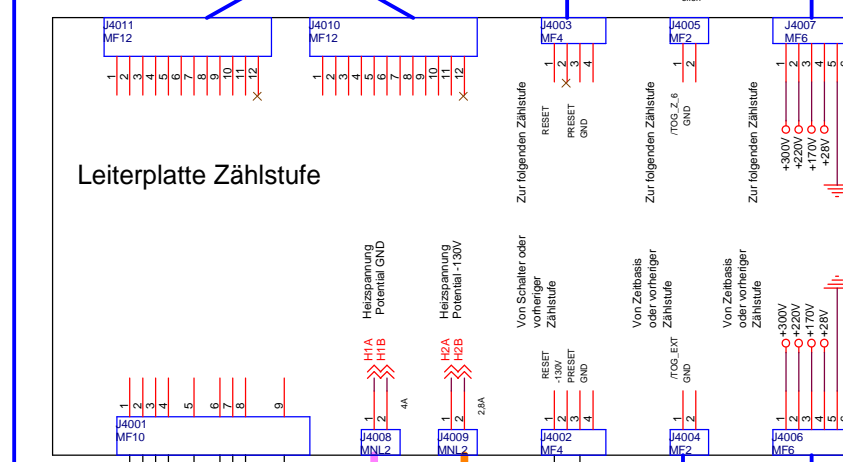 J4011
MF12
1 2 3 4 5 6 7 8 9 10 11 12
J4010
MF12
1 2 3 4 5 6 7 8 9 10 11 12
J4003
MF4
1 2 3 4
RESET
PRESET
GND
Zur folgenden Zählstufe
J4005
MF2
1 2
/TOG_Z_6
GND
Zur folgenden Zählstufe
J4007
MF6
1 2 3 4 5
+300V
+220V
+170V
+28V
Zur folgenden Zählstufe
Leiterplatte Zählstufe
Heizspannung
Potential GND
H1A
H1B
Heizspannung
Potential -130V
H2A
H2B
Von Schalter oder
vorheriger
Zählstufe
RESET
-130V
PRESET
GND
Von Zeitbasis
oder vorheriger
Zählstufe
/TOG_EXT
GND
Von Zeitbasis
oder vorheriger
Zählstufe
+300V
+220V
+170V
+28V
1 2 3 4 5 6 7 8 9
J4001
MF10
1 2
4A
J4008
MNL2
1 2
2,8A
J4009
MNL2
1 2 3 4
J4002
MF4
1 2
J4004
MF2
1 2 3 4 5
J4006
MF6